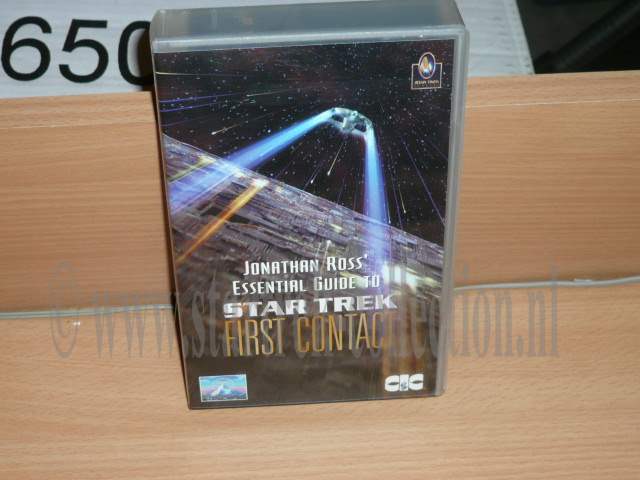 650
JONATHAN ROSS'
ESSENTIAL GUIDE TO
STAR TREK
FIRST CONTACT
CIC